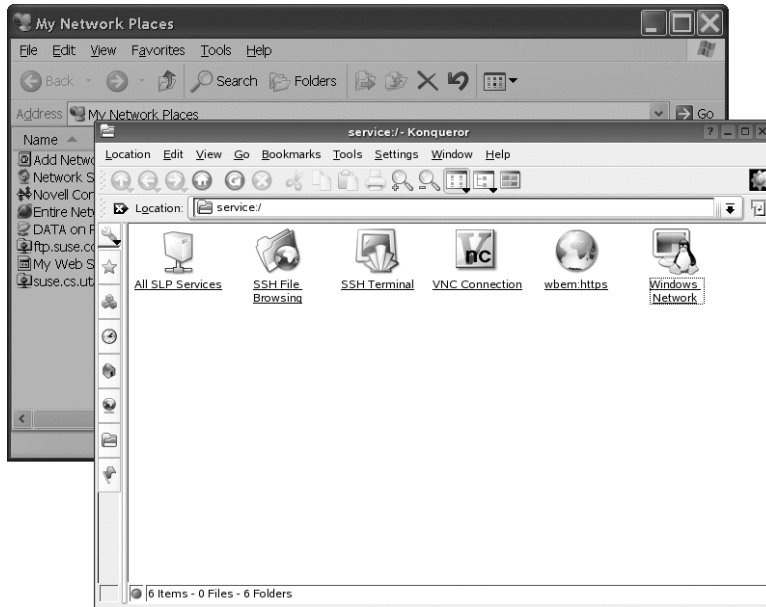 My Network Places
File Edit View Favorites Tools Help
Back Search Folders
Address My Network Places Go
Name
Add Netwo
Network S
Novell Con
Entire Net
DATA on
ftp.suse.co
My Web S
suse.cs.ut
service:/ - Konqueror
Location Edit View Go Bookmarks Tools Settings Window Help
Location: service:/
All SLP Services
SSH File Browsing
SSH Terminal
VNC Connection
wbem.https
Windows Network
6 Items - 0 Files - 6 Folders